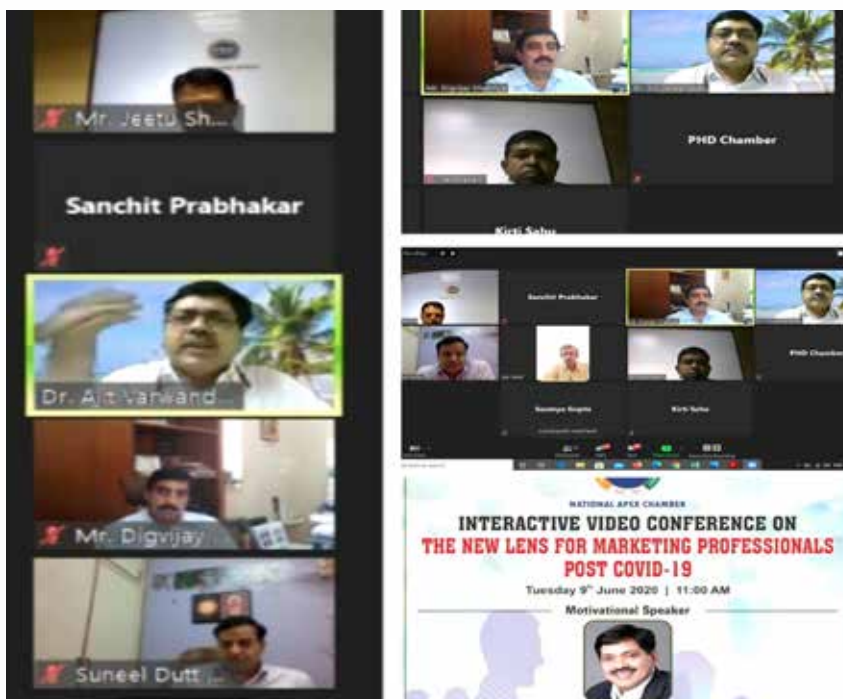 Mr. Jeetu Sh...
Sanchit Prabhakar
Dr. Ajit Varwand...
Mr. Digvijay ...
Suneel Dutt ...
PHD Chamber
Kirti Sahu
Sanchit Prabhakar
PHD Chamber
Soumya Gupta
Kirti Sahu
NATIONAL APEX CHAMBER
INTERACTIVE VIDEO CONFERENCE ON
THE NEW LENS FOR MARKETING PROFESSIONALS
POST COVID-19
Tuesday 9th June 2020 | 11:00 AM
Motivational Speaker